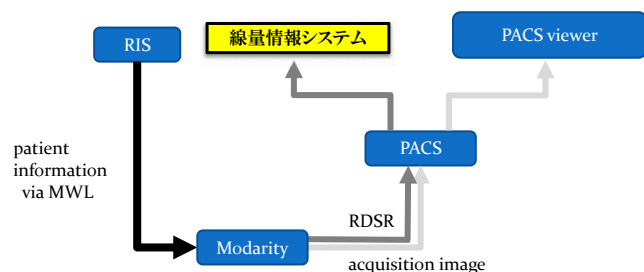 RIS
線量情報システム
PACS viewer
PACS
patient
information
via MWL
RDSR
Modarity
acquisition image